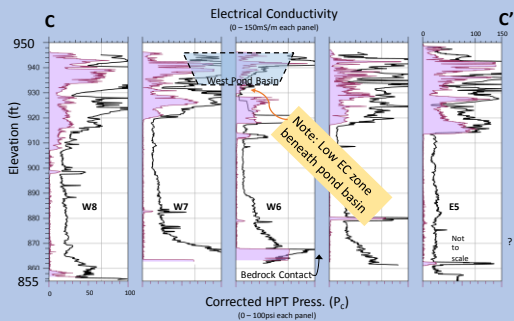 C
Electrical Conductivity
(0 – 150mS/m each panel)
C'
950
940
930
920
910
900
890
880
870
860
855
Elevation (ft)
West Pond Basin
Note: Low EC zone
beneath pond basin
W8
W7
W6
E5
Not
to
scale
?
Bedrock Contact
0
50
100
0
50
100
150
Corrected HPT Press. (Pc)
(0 – 100psi each panel)